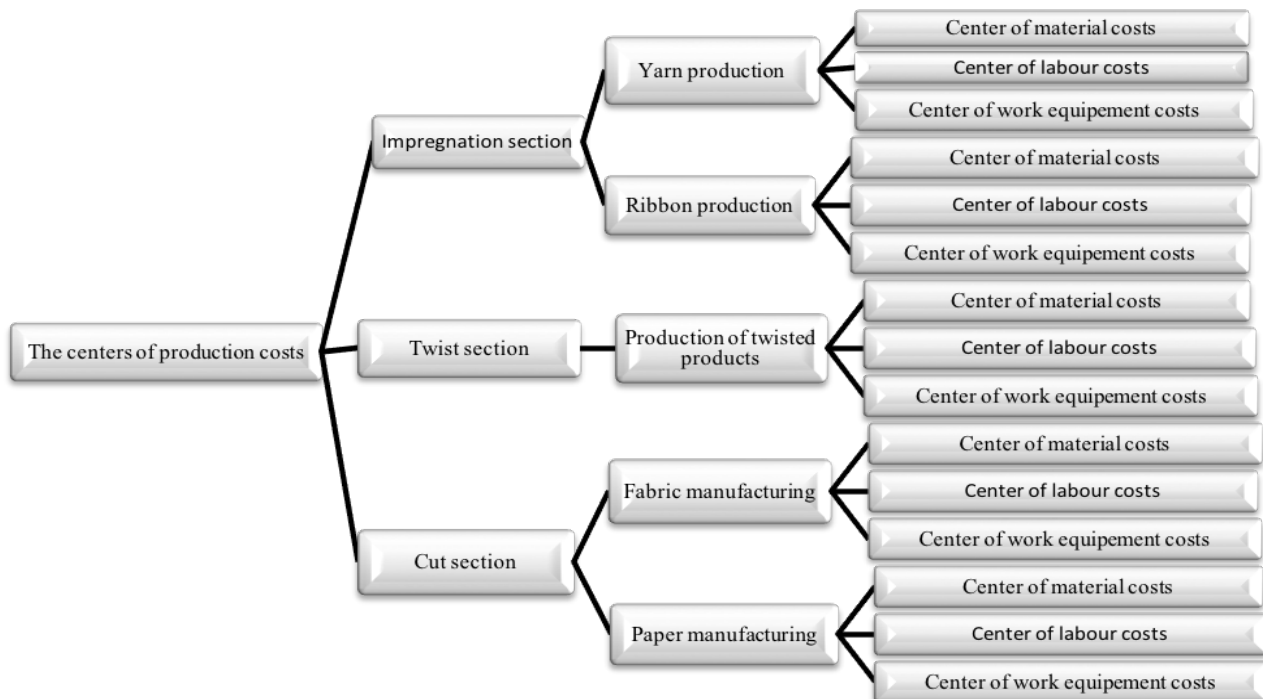 The centers of production costs
Impregnation section
Yarn production
Center of material costs
Center of labour costs
Center of work equipement costs
Ribbon production
Center of material costs
Center of labour costs
Center of work equipement costs
Twist section
Production of twisted
products
Center of material costs
Center of labour costs
Center of work equipement costs
Cut section
Fabric manufacturing
Center of material costs
Center of labour costs
Center of work equipement costs
Paper manufacturing
Center of material costs
Center of labour costs
Center of work equipement costs